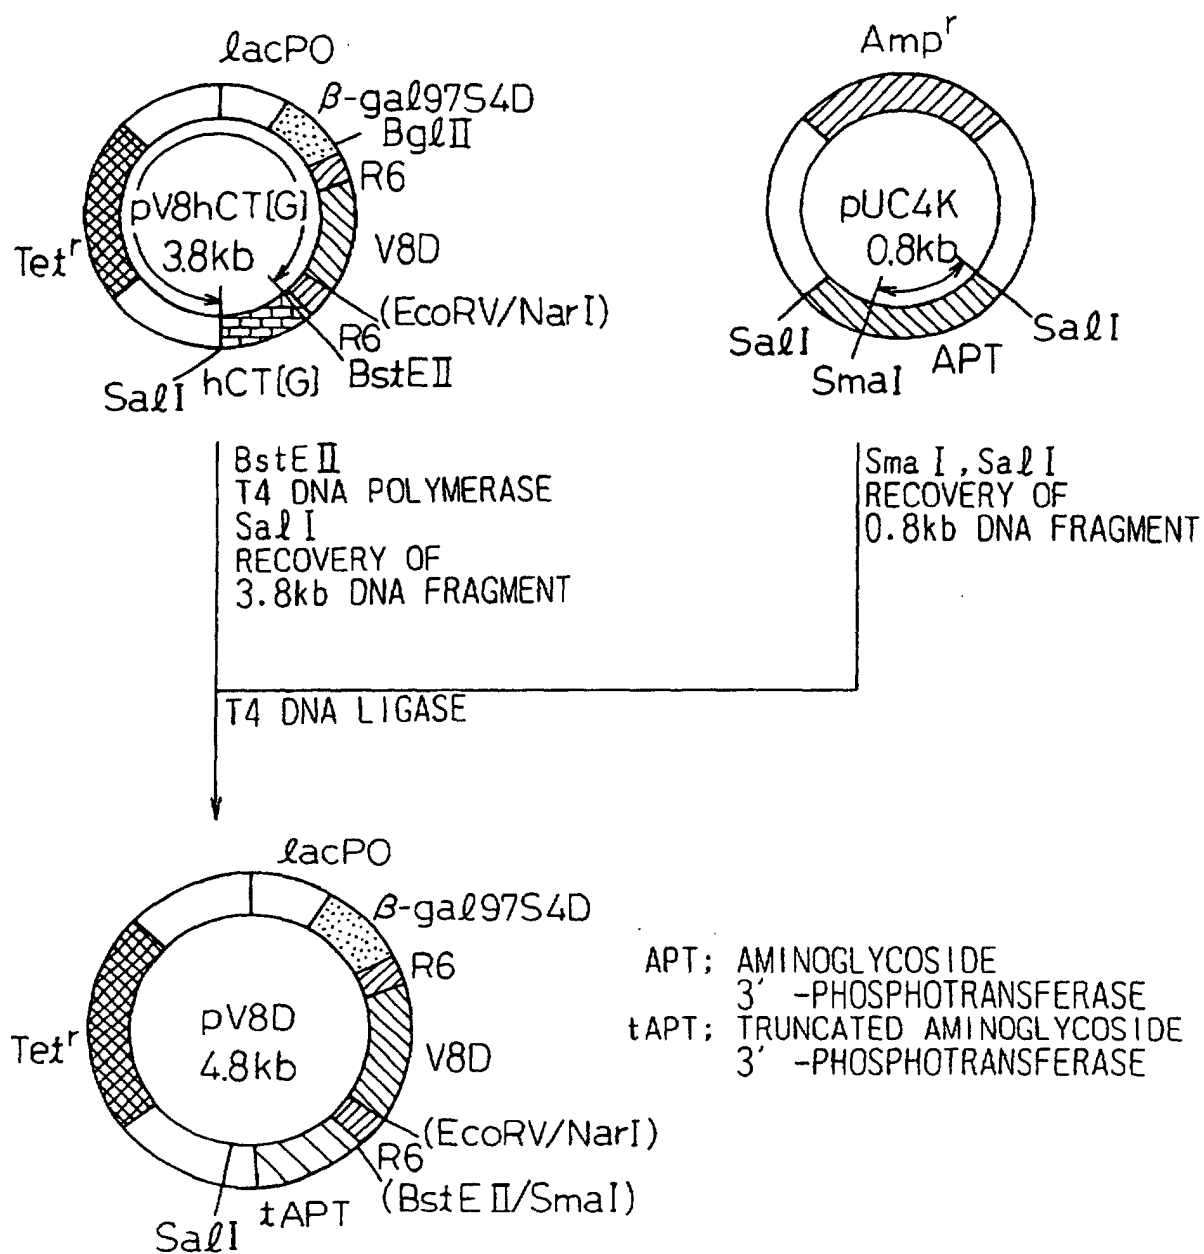 lacPO
β-gal97S4D
BglII
R6
pV8hCT[G]
3.8kb
V8D
Tetʳ
(EcoRV/NarI)
R6
BstEII
SalI
hCT[G]
Ampʳ
pUC4K
0.8kb
SalI
SalI
SmaI
APT
BstEII
T4 DNA POLYMERASE
Sal I
RECOVERY OF
3.8kb DNA FRAGMENT
Sma I, Sal I
RECOVERY OF
0.8kb DNA FRAGMENT
T4 DNA LIGASE
lacPO
β-gal97S4D
R6
pV8D
4.8kb
Tetʳ
V8D
(EcoRV/NarI)
R6
(BstEII/SmaI)
tAPT
SalI
APT; AMINOGLYCOSIDE
3′ -PHOSPHOTRANSFERASE
tAPT; TRUNCATED AMINOGLYCOSIDE
3′ -PHOSPHOTRANSFERASE